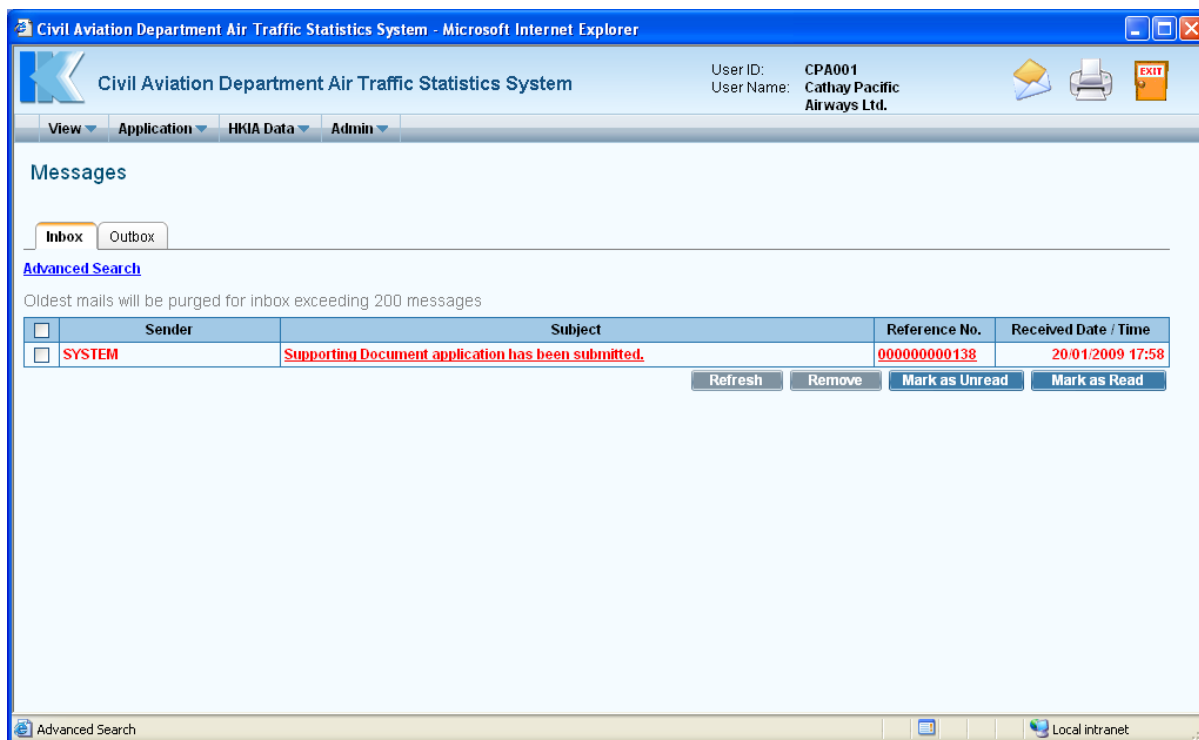 Civil Aviation Department Air Traffic Statistics System - Microsoft Internet Explorer
Civil Aviation Department Air Traffic Statistics System
User ID: CPA001
User Name: Cathay Pacific
Airways Ltd.
EXIT
View Application HKIA Data Admin
Messages
Inbox Outbox
Advanced Search
Oldest mails will be purged for inbox exceeding 200 messages
Sender Subject Reference No. Received Date / Time
SYSTEM Supporting Document application has been submitted. 000000000138 20/01/2009 17:58
Refresh Remove Mark as Unread Mark as Read
Advanced Search Local intranet